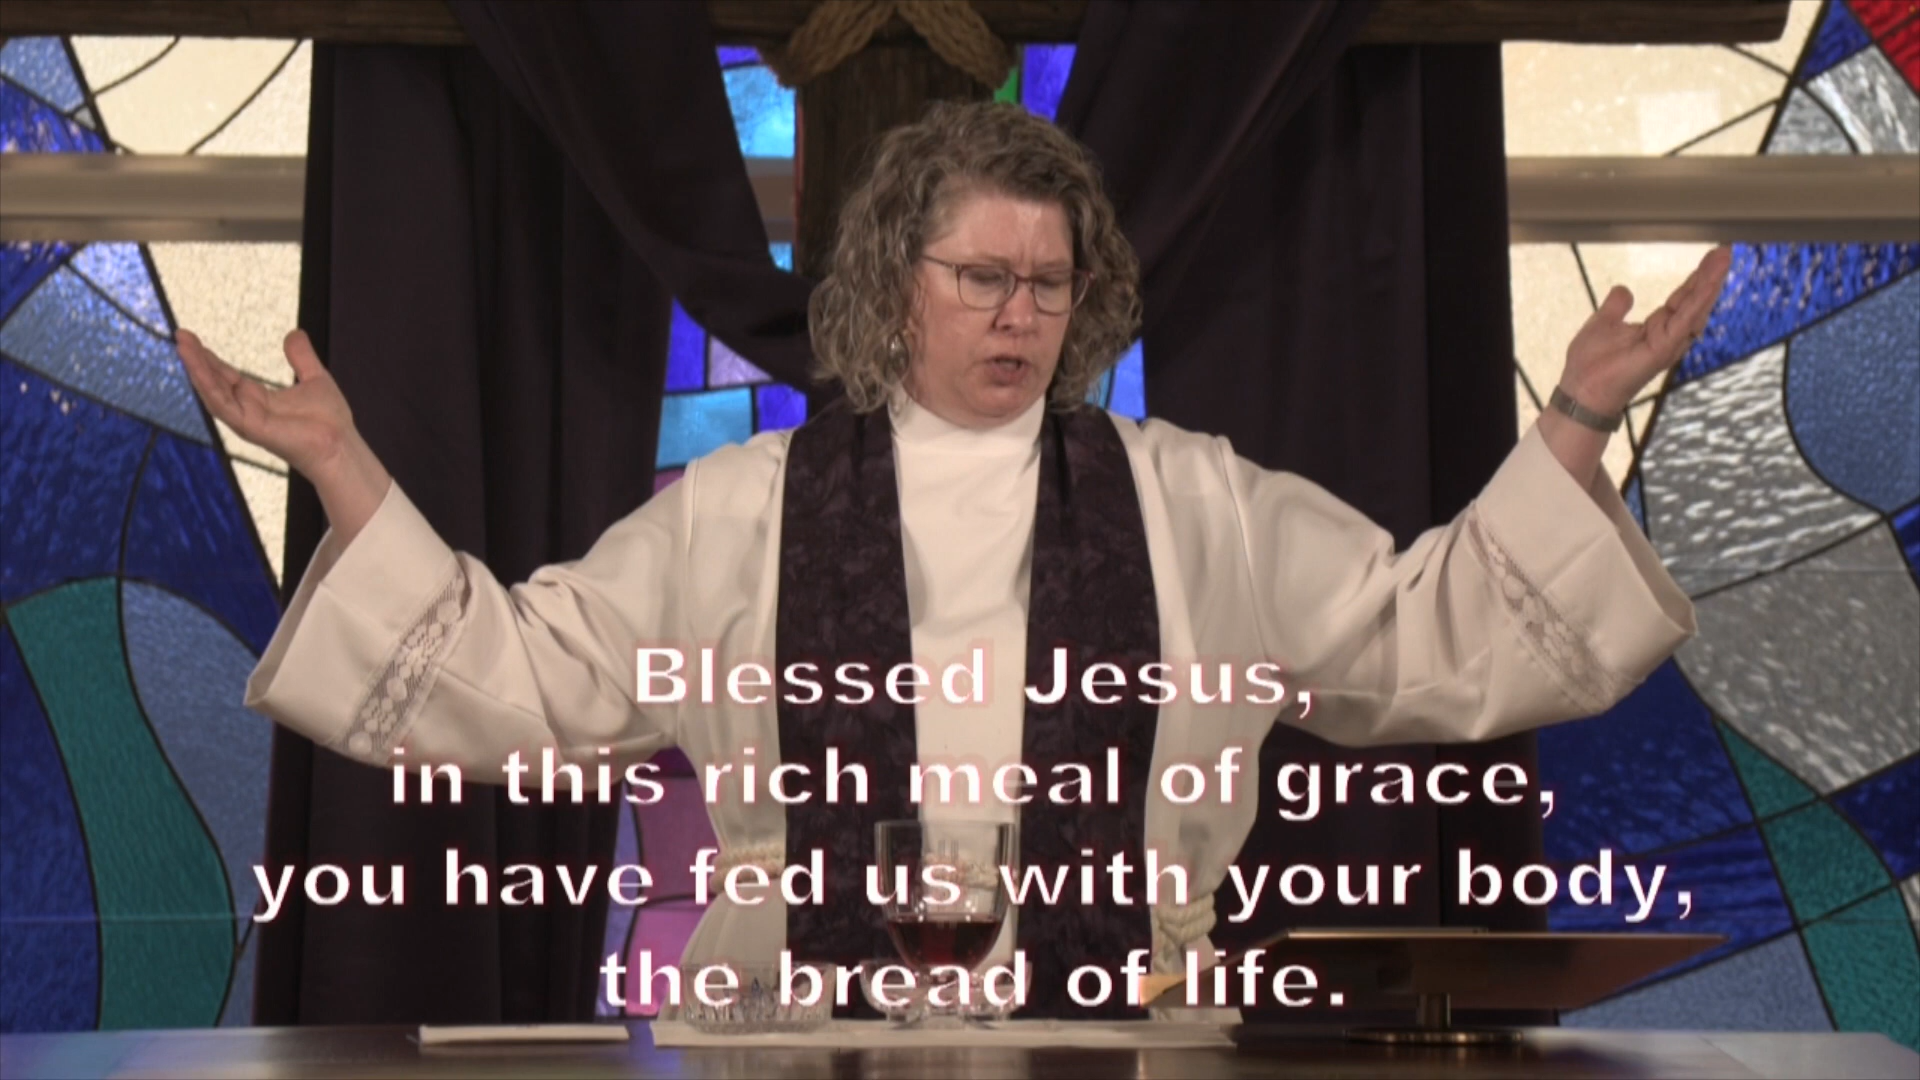 Blessed Jesus,
in this rich meal of grace,
you have fed us with your body,
the bread of life.